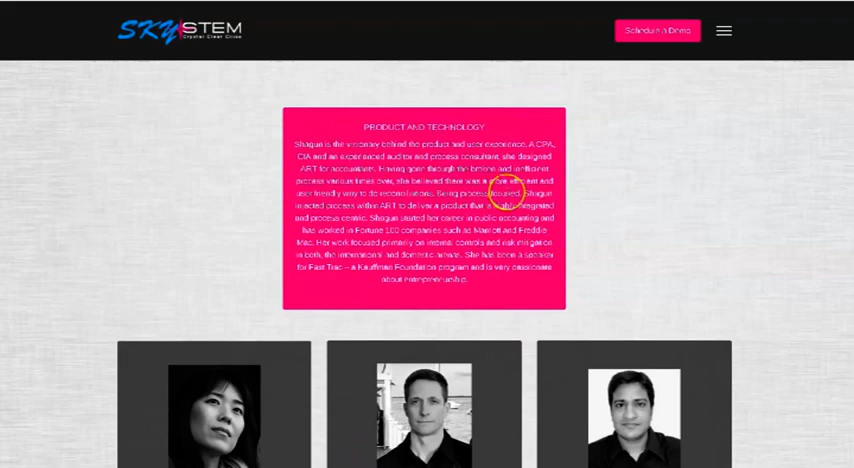 SKYSTEM
Crystal Clear Close
Schedule a Demo
PRODUCT AND TECHNOLOGY
Shagun is the visionary behind the product and user experience. A CPA,
CIA and an experienced auditor and process consultant, she designed
ART for accountants. Having gone through the broken and inefficient
process various times over, she believed there was a more efficient and
user friendly way to do reconciliations. Being process focused, Shagun
injected process within ART to deliver a product that is highly integrated
and process centric. Shagun started her career in public accounting and
has worked in Fortune 100 companies such as Marriott and Freddie
Mac. Her work focused primarily on internal controls and risk mitigation
in both, the international and domestic arenas. She has been a speaker
for Fast Trac – a Kauffman Foundation program and is very passionate
about entrepreneurship.